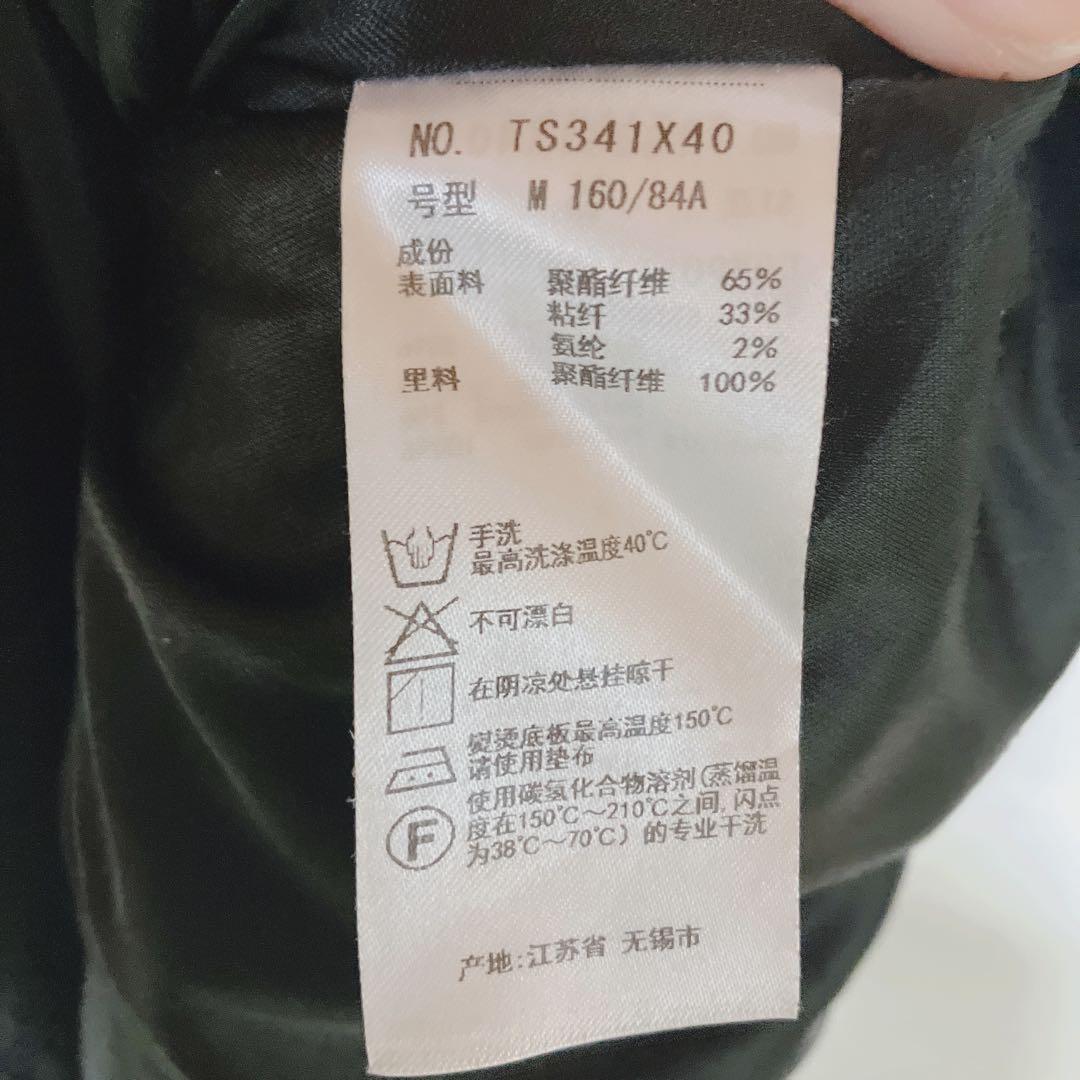 NO. TS341X40
号型 M 160/84A
成份
表面料 聚酯纤维 65%
粘纤 33%
氨纶 2%
里料 聚酯纤维 100%
手洗
最高洗涤温度40℃
不可漂白
在阴凉处悬挂晾干
熨烫底板最高温度150℃
请使用垫布
使用碳氢化合物溶剂(蒸馏温
度在150℃~210℃之间,闪点
为38℃~70℃)的专业干洗
F
产地:江苏省 无锡市